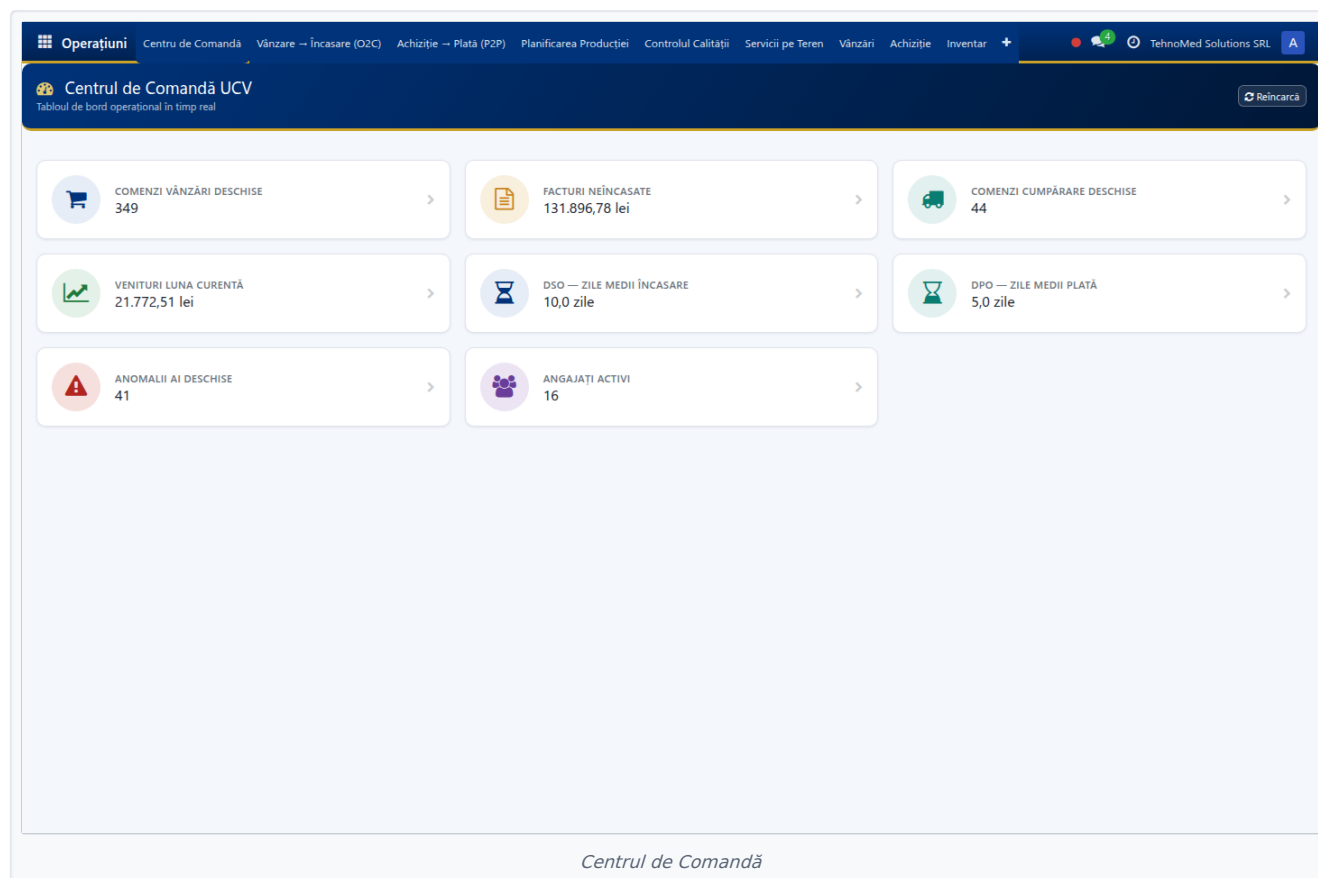 Operațiuni Centru de Comandă Vânzare → Încasare (O2C) Achiziție → Plată (P2P) Planificarea Producției Controlul Calității Servicii pe Teren Vânzări Achiziție Inventar + 4 TehnoMed Solutions SRL A
Centrul de Comandă UCV
Tabloul de bord operațional în timp real
Reîncarcă
COMENZI VÂNZĂRI DESCHISE
349
FACTURI NEÎNCASATE
131.896,78 lei
COMENZI CUMPĂRARE DESCHISE
44
VENITURI LUNA CURENTĂ
21.772,51 lei
DSO — ZILE MEDII ÎNCASARE
10,0 zile
DPO — ZILE MEDII PLATĂ
5,0 zile
ANOMALII AI DESCHISE
41
ANGAJAȚI ACTIVI
16
Centrul de Comandă